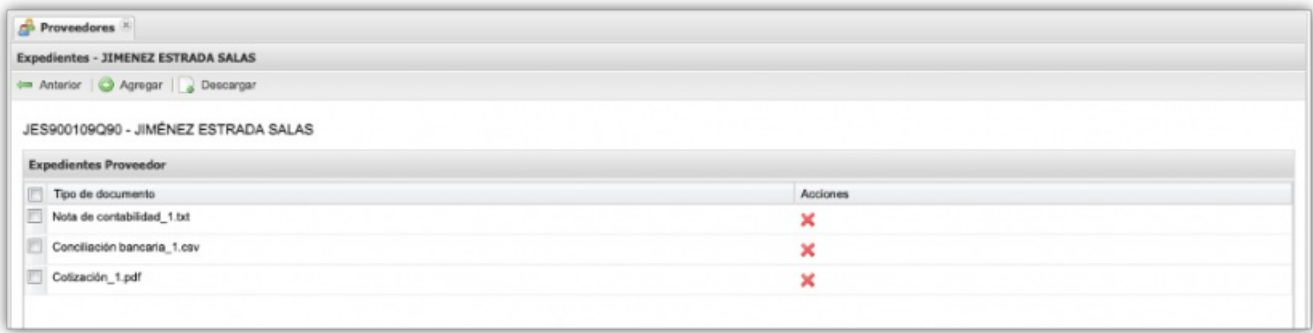 Proveedores
Expedientes - JIMENEZ ESTRADA SALAS
Anterior Agregar Descargar
JES900109Q90 - JIMÉNEZ ESTRADA SALAS
Expedientes Proveedor
Tipo de documento Acciones
Nota de contabilidad_1.txt
Conciliación bancaria_1.csv
Cotización_1.pdf